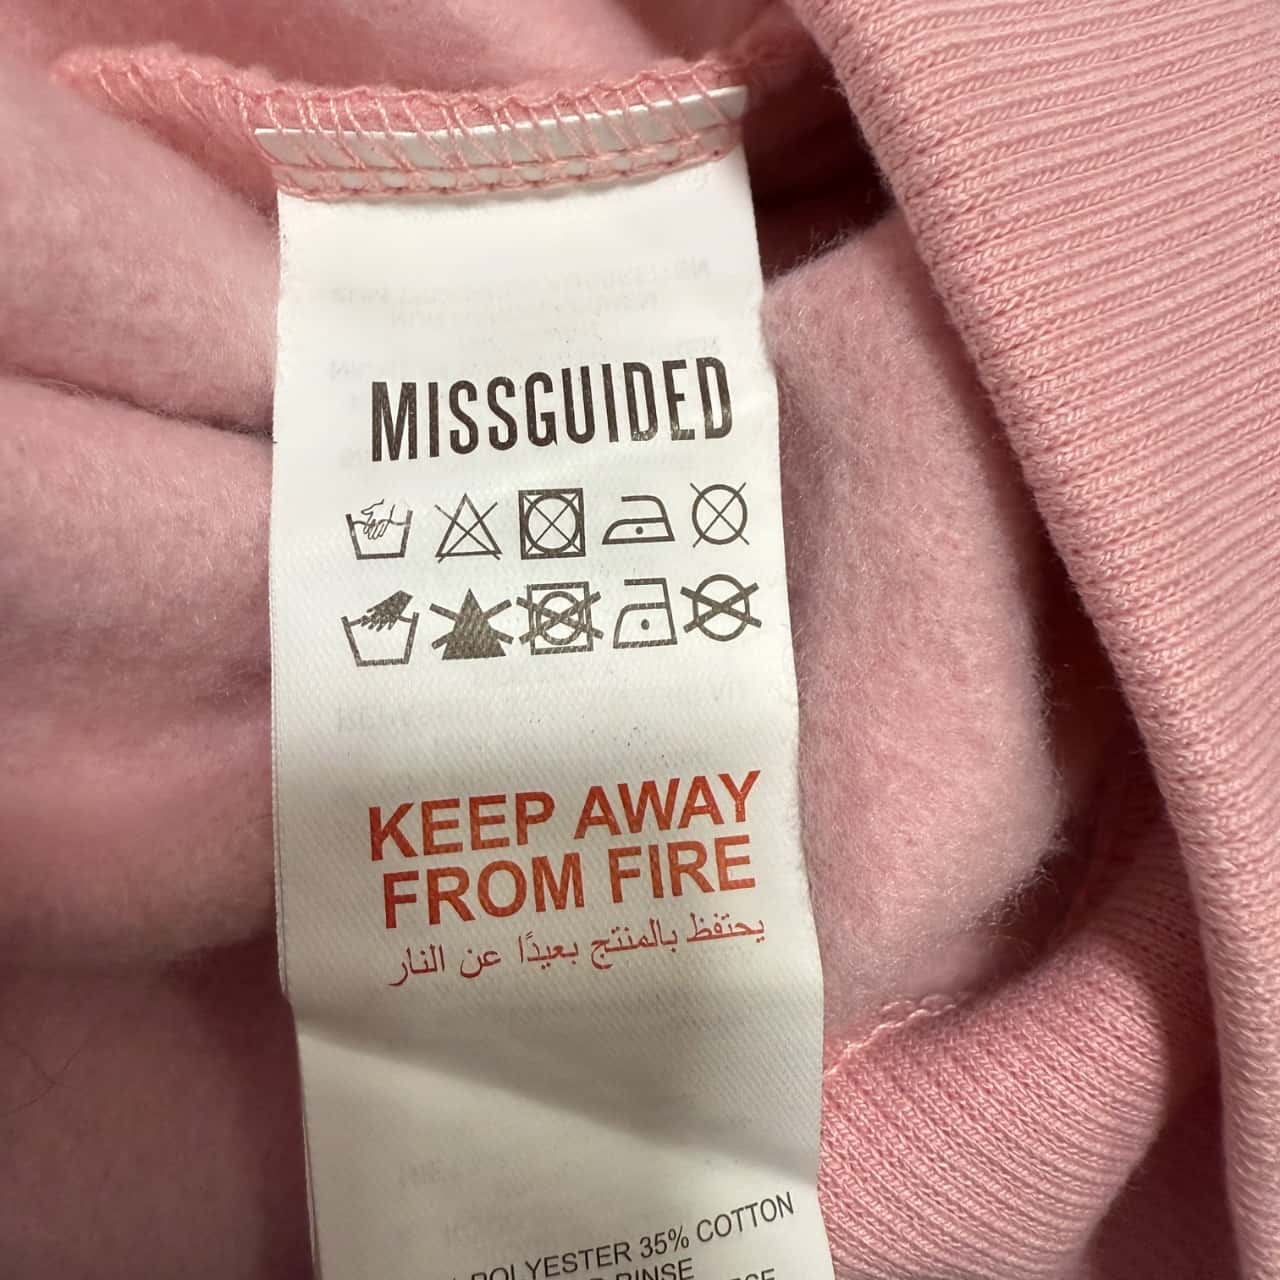 MISSGUIDED
KEEP AWAY
FROM FIRE
يحتفظ بالمنتج بعيدًا عن النار
POLYESTER 35% COTTON
RINSE